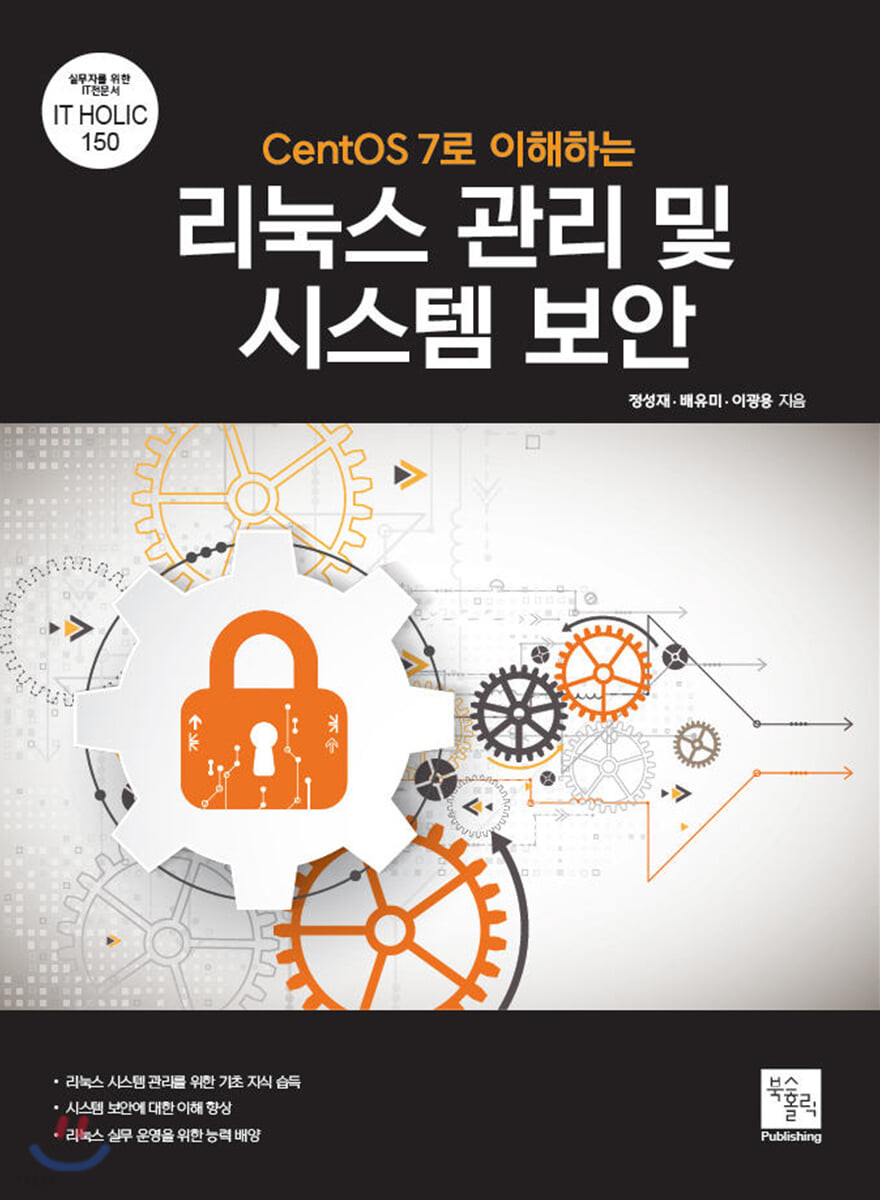 실무자를 위한
IT전문서
IT HOLIC
150
CentOS 7로 이해하는
리눅스 관리 및
시스템 보안
정성재 · 배유미 · 이광용 지음
• 리눅스 시스템 관리를 위한 기초 지식 습득
• 시스템 보안에 대한 이해 향상
• 리눅스 실무 운영을 위한 능력 배양
북스
홀릭
Publishing